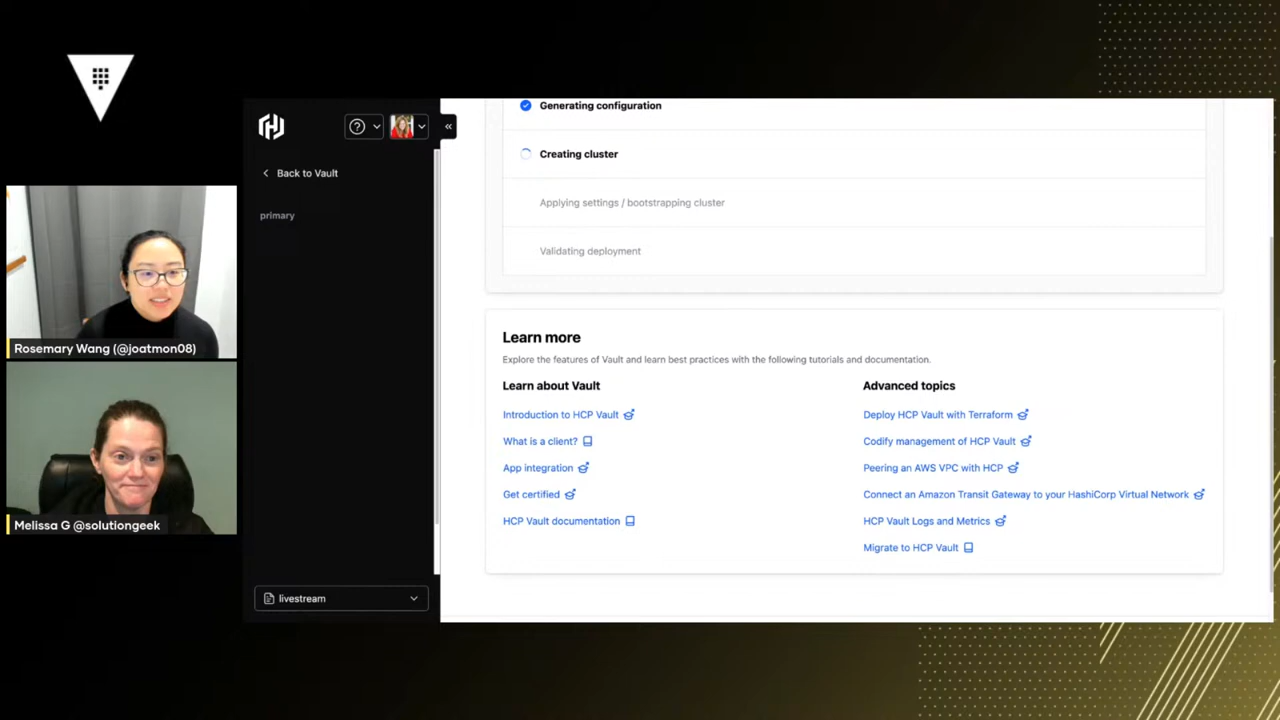 Back to Vault
primary
livestream
Generating configuration
Creating cluster
Applying settings / bootstrapping cluster
Validating deployment
Learn more
Explore the features of Vault and learn best practices with the following tutorials and documentation.
Learn about Vault
Introduction to HCP Vault
What is a client?
App integration
Get certified
HCP Vault documentation
Advanced topics
Deploy HCP Vault with Terraform
Codify management of HCP Vault
Peering an AWS VPC with HCP
Connect an Amazon Transit Gateway to your HashiCorp Virtual Network
HCP Vault Logs and Metrics
Migrate to HCP Vault
Rosemary Wang (@joatmon08)
Melissa G @solutiongeek